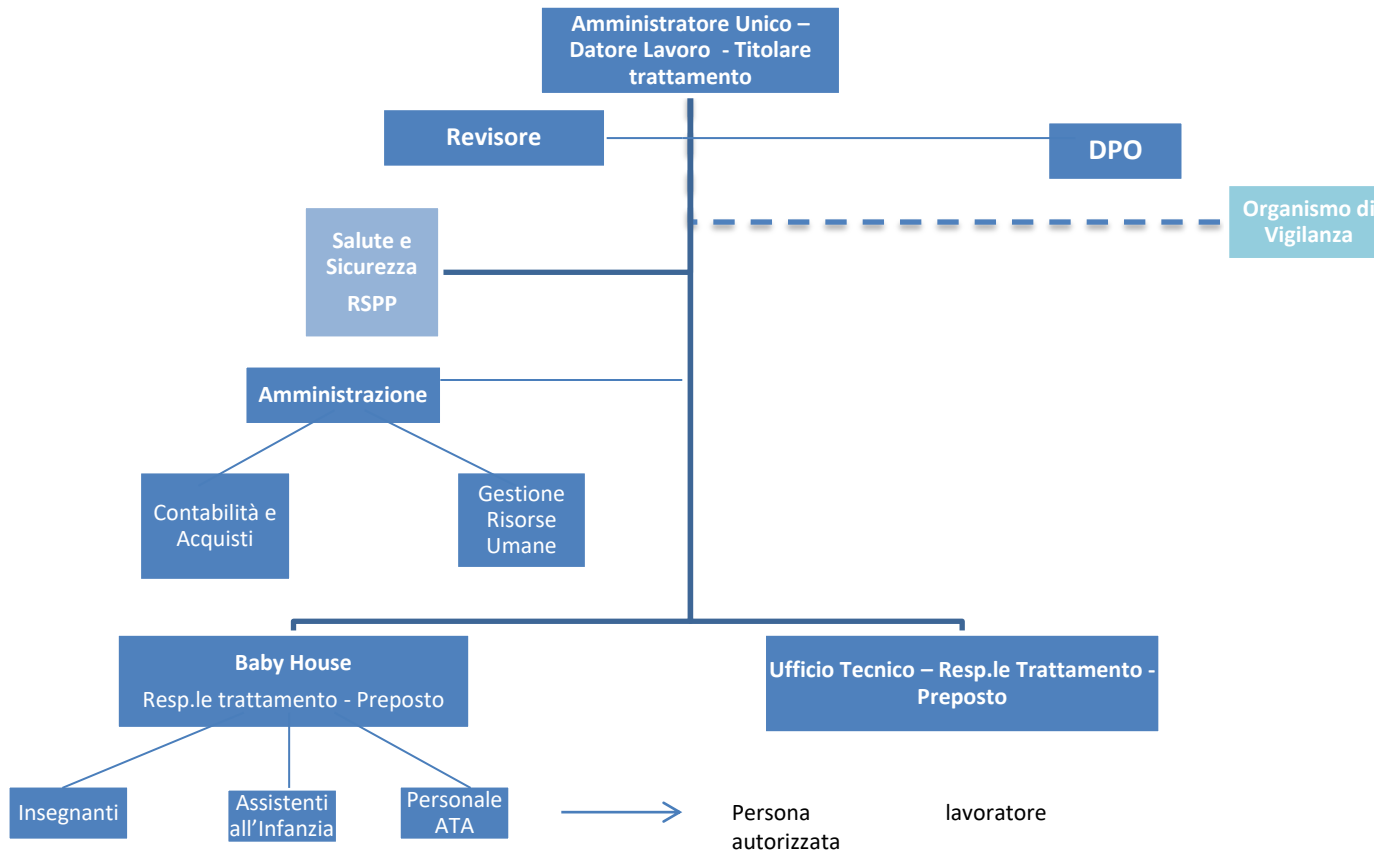 Amministratore Unico –
Datore Lavoro - Titolare
trattamento
Revisore
DPO
Organismo di
Vigilanza
Salute e
Sicurezza
RSPP
Amministrazione
Contabilità e
Acquisti
Gestione
Risorse
Umane
Baby House
Resp.le trattamento - Preposto
Ufficio Tecnico – Resp.le Trattamento -
Preposto
Insegnanti
Assistenti
all’Infanzia
Personale
ATA
Persona lavoratore
autorizzata